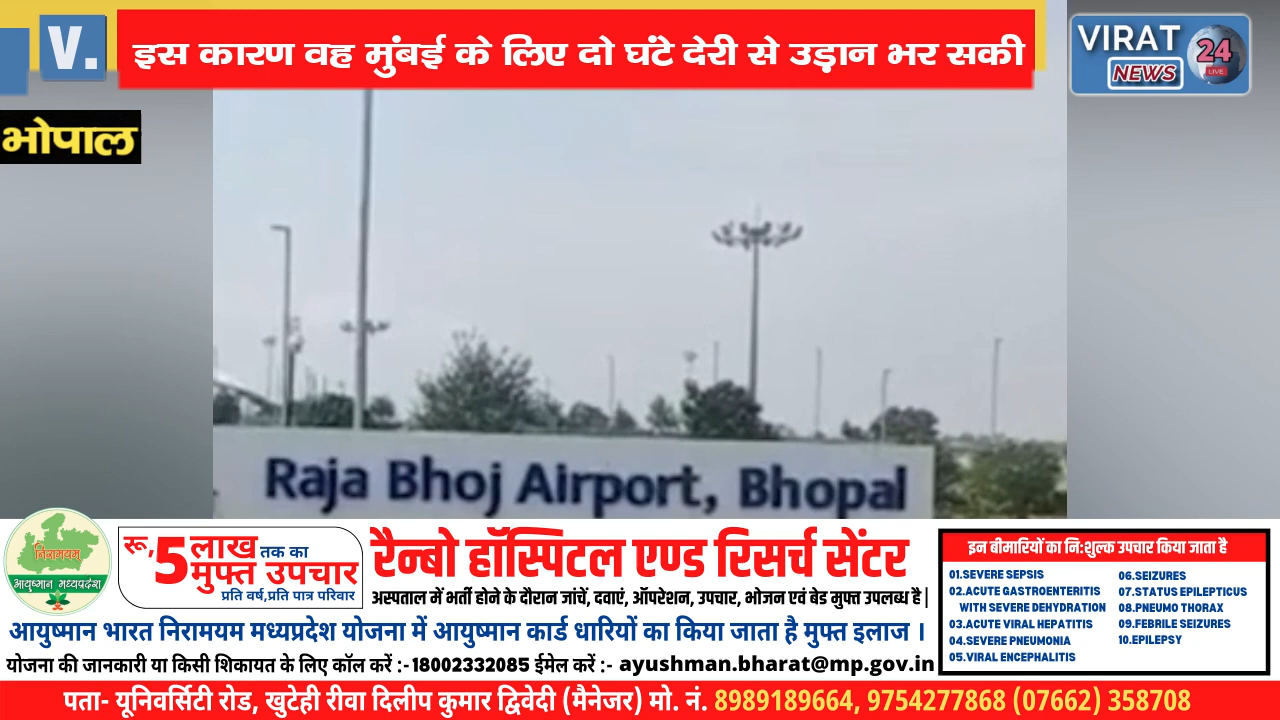 V.
इस कारण वह मुंबई के लिए दो घंटे देरी से उड़ान भर सकी
VIRAT
24
LIVE
NEWS
भोपाल
Raja Bhoj Airport, Bhopal
निरामयम्
आयुष्मान मध्यप्रदेश
रू,5 लाख तक का
मुफ्त उपचार
प्रति वर्ष,प्रति पात्र परिवार
रैन्बो हॉस्पिटल एण्ड रिसर्च सेंटर
अस्पताल में भर्ती होने के दौरान जांचें, दवाएं, ऑपरेशन, उपचार, भोजन एवं बेड मुफ्त उपलब्ध है|
आयुष्मान भारत निरामयम मध्यप्रदेश योजना में आयुष्मान कार्ड धारियों का किया जाता है मुफ्त इलाज ।
योजना की जानकारी या किसी शिकायत के लिए कॉल करें :-18002332085 ईमेल करें :- ayushman.bharat@mp.gov.in
इन बीमारियों का नि:शुल्क उपचार किया जाता है
01.SEVERE SEPSIS
02.ACUTE GASTROENTERITIS
WITH SEVERE DEHYDRATION
03.ACUTE VIRAL HEPATITIS
04.SEVERE PNEUMONIA
05.VIRAL ENCEPHALITIS
06.SEIZURES
07.STATUS EPILEPTICUS
08.PNEUMO THORAX
09.FEBRILE SEIZURES
10.EPILEPSY
पता- यूनिवर्सिटी रोड, खुटेही रीवा दिलीप कुमार द्विवेदी (मैनेजर) मो. नं. 8989189664, 9754277868 (07662) 358708